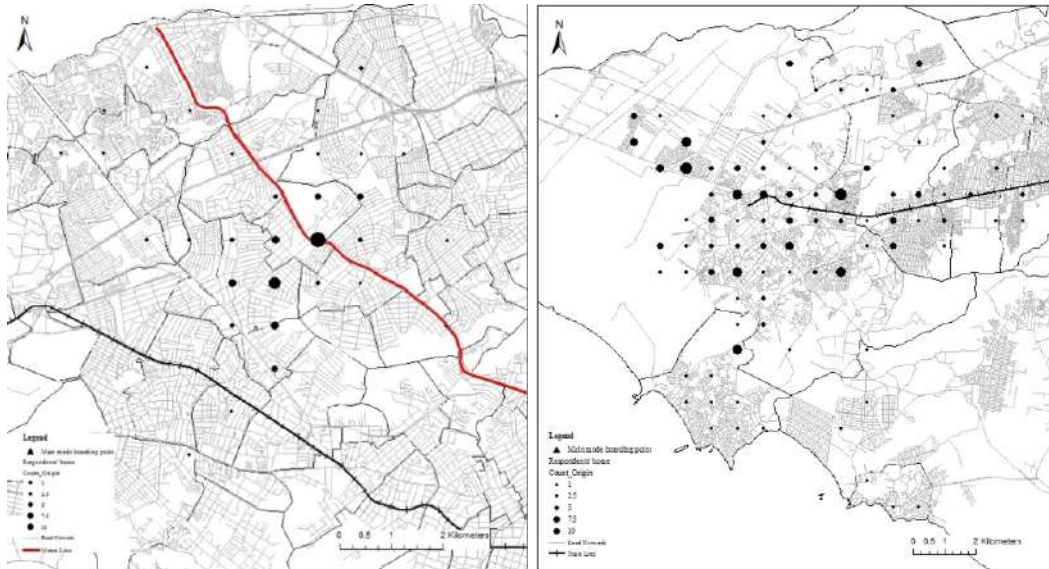 N
Legend
Main mode boarding point
Respondents' home
Count_Origin
1
2.5
5
7.5
10
Road Network
Metro Line
0 0.5 1 2 Kilometers
N
Legend
Main mode boarding point
Respondents' home
Count_Origin
1
2.5
5
7.5
10
Road Network
Train Line
0 0.5 1 2 Kilometers